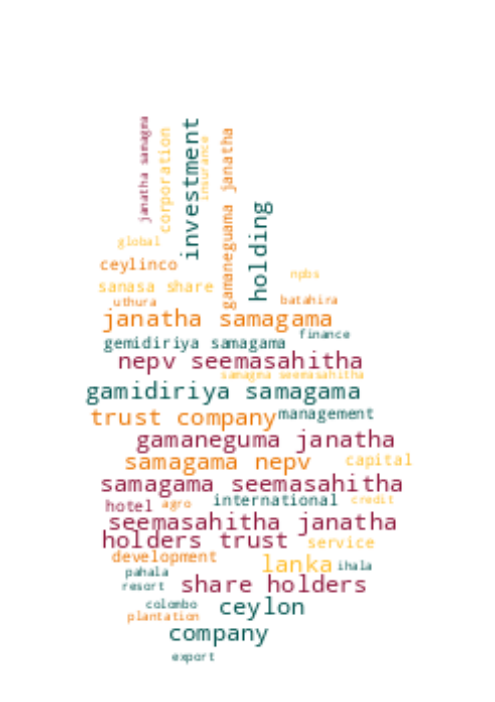 janatha samagma
corporation
investment
insurance
gamaneguama janatha
holding
global
ceylinco
npbs
sanasa share
uthura
batahira
janatha samagama
finance
gemidiriya samagama
nepv seemasahitha
samagma seemasahitha
gamidiriya samagama
trust company
management
gamaneguma janatha
samagama nepv
capital
samagama seemasahitha
hotel
agro
international
credit
seemasahitha janatha
holders trust
service
development
lanka
ihala
pahala
resort
share holders
colombo
ceylon
plantation
company
export